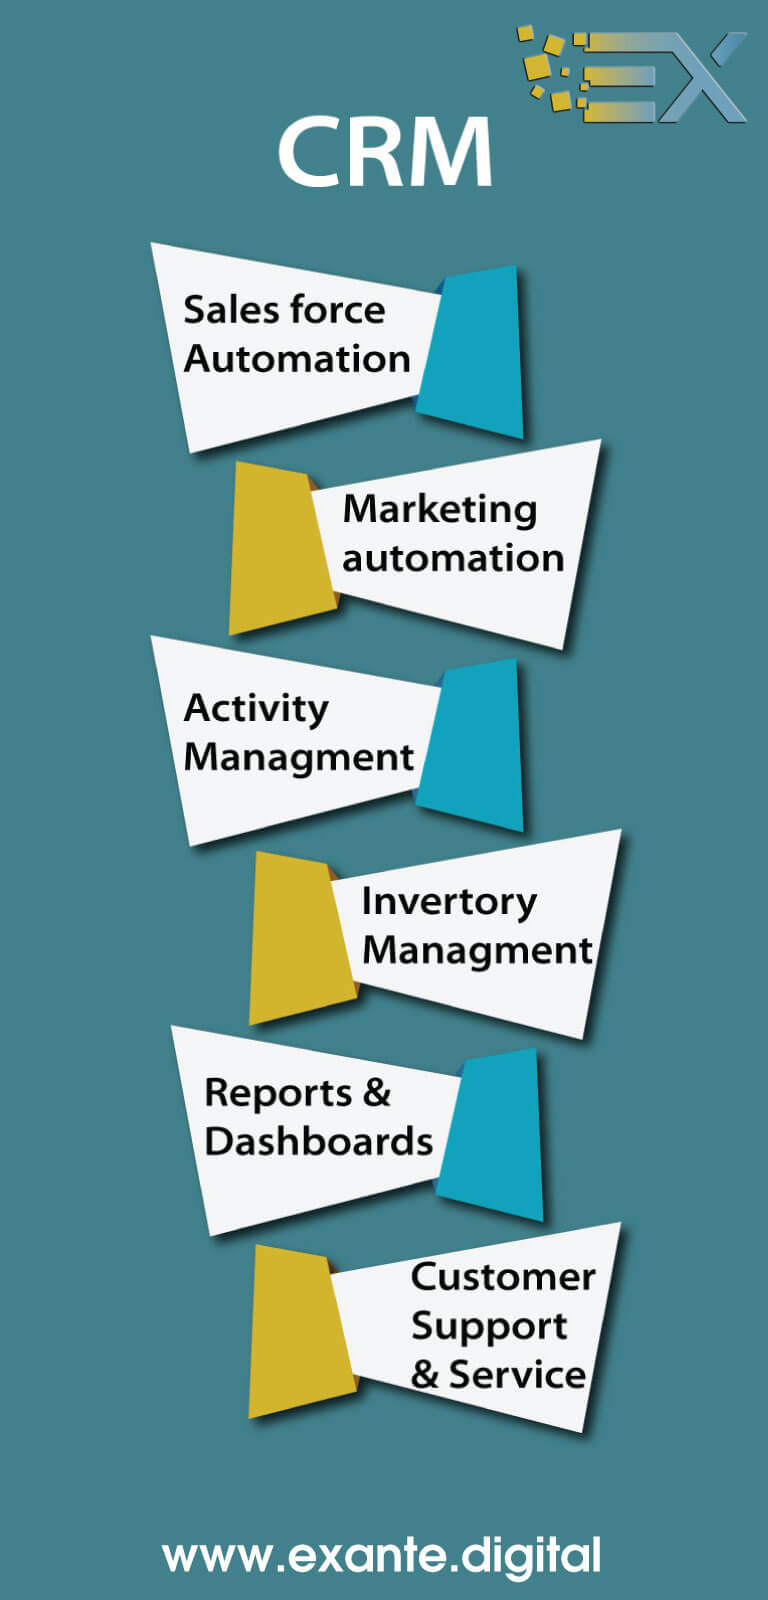 EX
CRM
Sales force
Automation
Marketing
automation
Activity
Managment
Invertory
Managment
Reports &
Dashboards
Customer
Support
& Service
www.exante.digital